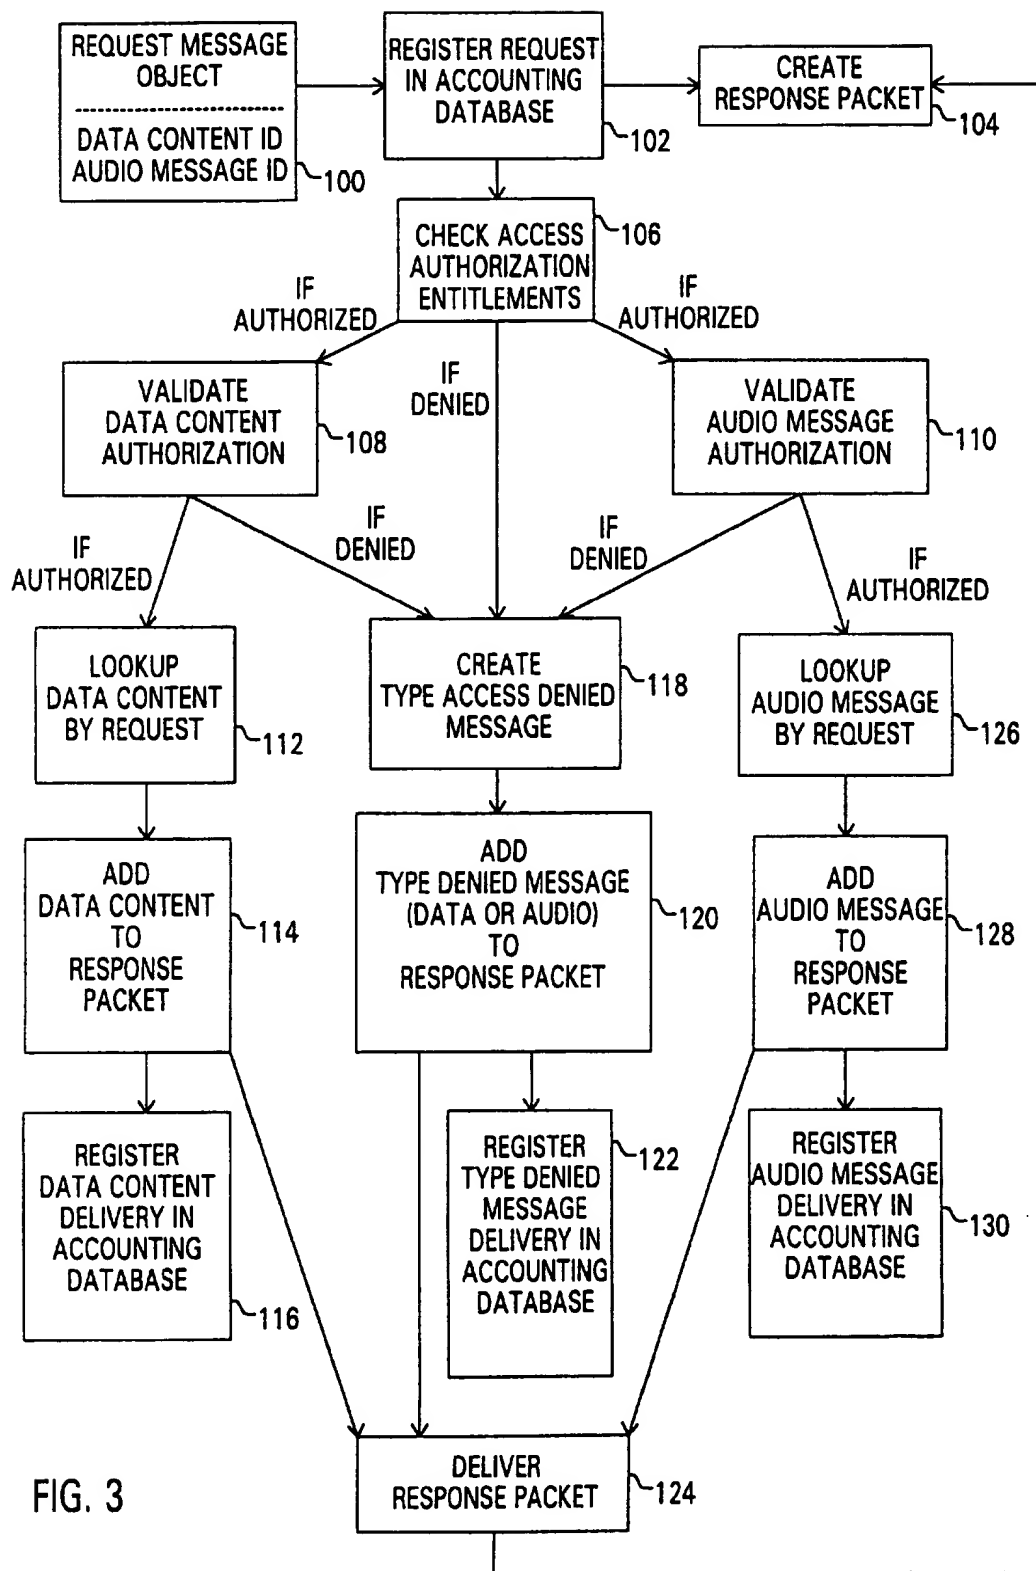 REQUEST MESSAGE
OBJECT
DATA CONTENT ID
AUDIO MESSAGE ID
100
REGISTER REQUEST
IN ACCOUNTING
DATABASE
102
CREATE
RESPONSE PACKET
104
CHECK ACCESS
AUTHORIZATION
ENTITLEMENTS
106
IF
AUTHORIZED
IF
DENIED
IF
AUTHORIZED
VALIDATE
DATA CONTENT
AUTHORIZATION
108
VALIDATE
AUDIO MESSAGE
AUTHORIZATION
110
IF
AUTHORIZED
IF
DENIED
IF
DENIED
IF
AUTHORIZED
LOOKUP
DATA CONTENT
BY REQUEST
112
CREATE
TYPE ACCESS DENIED
MESSAGE
118
LOOKUP
AUDIO MESSAGE
BY REQUEST
126
ADD
DATA CONTENT
TO
RESPONSE
PACKET
114
ADD
TYPE DENIED MESSAGE
(DATA OR AUDIO)
TO
RESPONSE PACKET
120
ADD
AUDIO MESSAGE
TO
RESPONSE
PACKET
128
REGISTER
DATA CONTENT
DELIVERY IN
ACCOUNTING
DATABASE
116
REGISTER
TYPE DENIED
MESSAGE
DELIVERY IN
ACCOUNTING
DATABASE
122
REGISTER
AUDIO MESSAGE
DELIVERY IN
ACCOUNTING
DATABASE
130
DELIVER
RESPONSE PACKET
124
FIG. 3